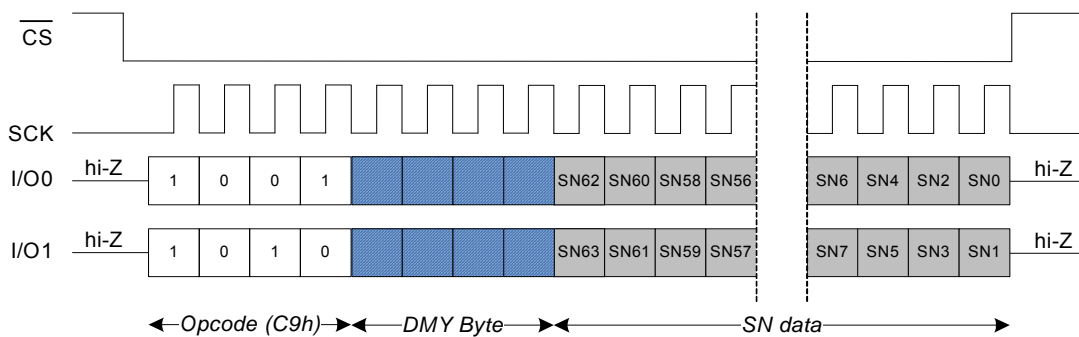 CS
SCK
I/O0 hi-Z 1 0 0 1 SN62 SN60 SN58 SN56 SN6 SN4 SN2 SN0 hi-Z
I/O1 hi-Z 1 0 1 0 SN63 SN61 SN59 SN57 SN7 SN5 SN3 SN1 hi-Z
Opcode (C9h) DMY Byte SN data